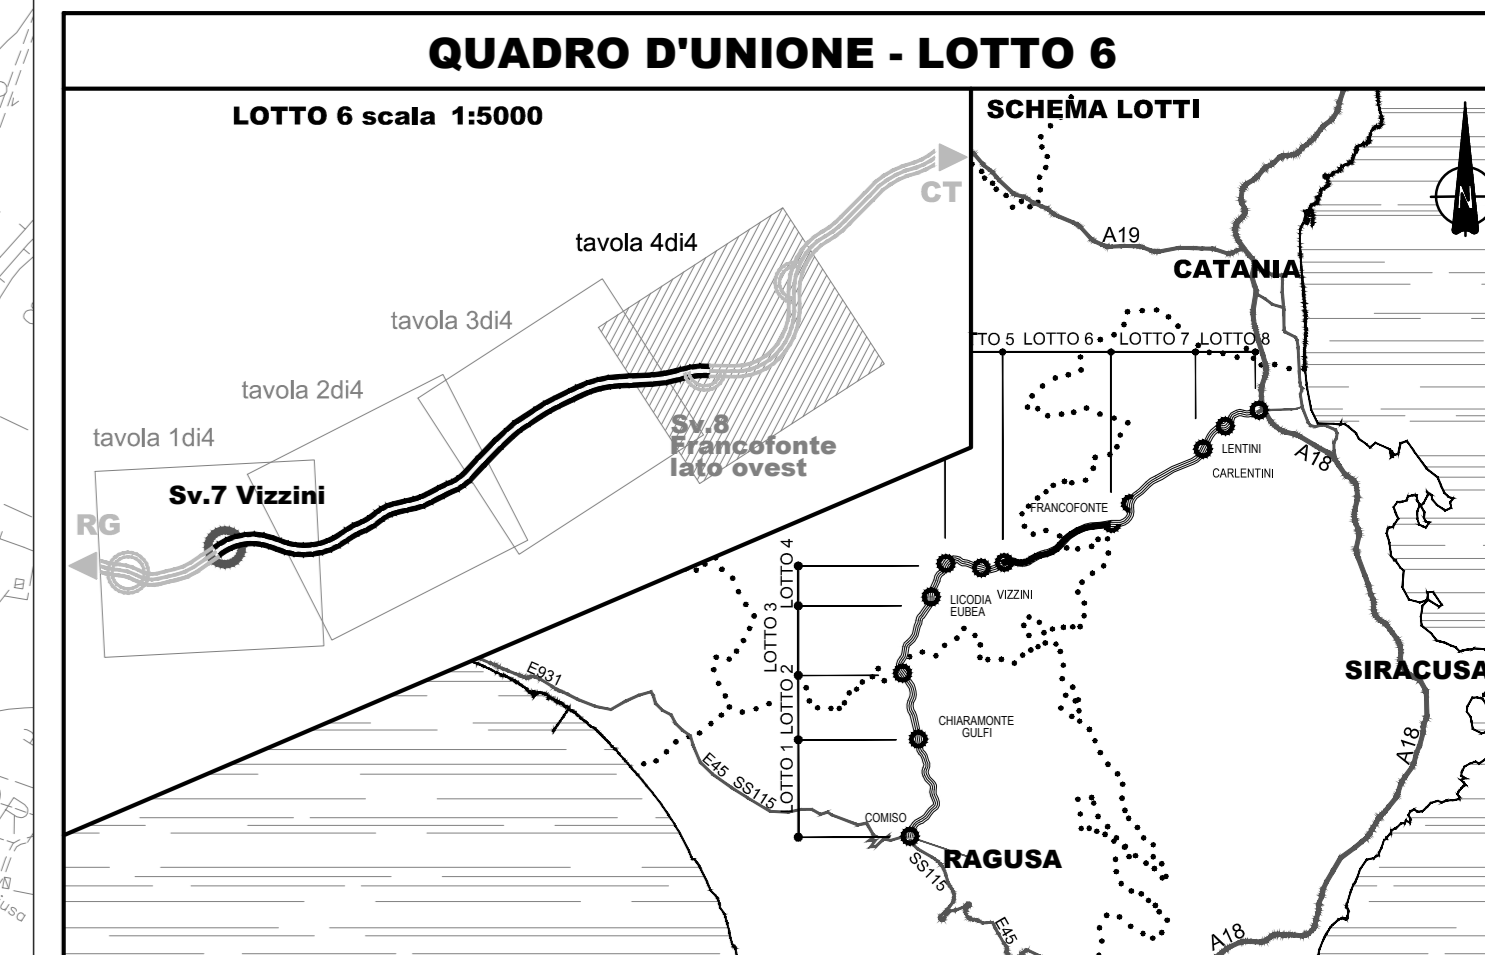 QUADRO D'UNIONE - LOTTO 6
LOTTO 6 scala 1:5000
SCHEMA LOTTI
CT
N
tavola 4di4
A19
CATANIA
tavola 3di4
TO 5
LOTTO 6
LOTTO 7
LOTTO 8
tavola 2di4
tavola 1di4
Sv.8
Francofonte
lato ovest
LENTINI
CARLENTINI
A18
Sv.7 Vizzini
RG
FRANCOFONTE
LOTTO 4
LOTTO 3
LOTTO 2
LOTTO 1
LICODIA
EUBEA
VIZZINI
SIRACUSA
E931
CHIARAMONTE
GULFI
A18
E45 SS115
COMISO
RAGUSA
SS115
E45
A18
usa